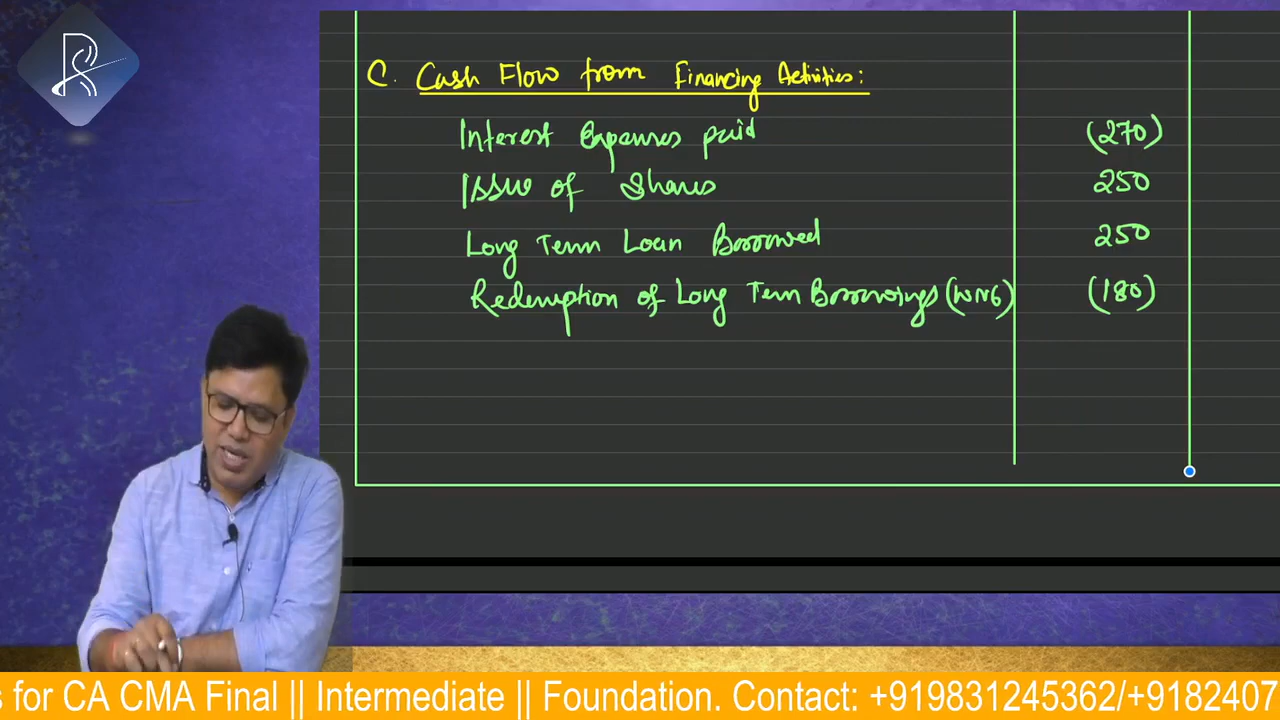 C. Cash Flow from Financing Activities:
Interest Expenses paid (270)
Issue of Shares 250
Long Term Loan Borrowed 250
Redemption of Long Term Borrowings (WN6) (180)
s for CA CMA Final || Intermediate || Foundation. Contact: +919831245362/+9182407